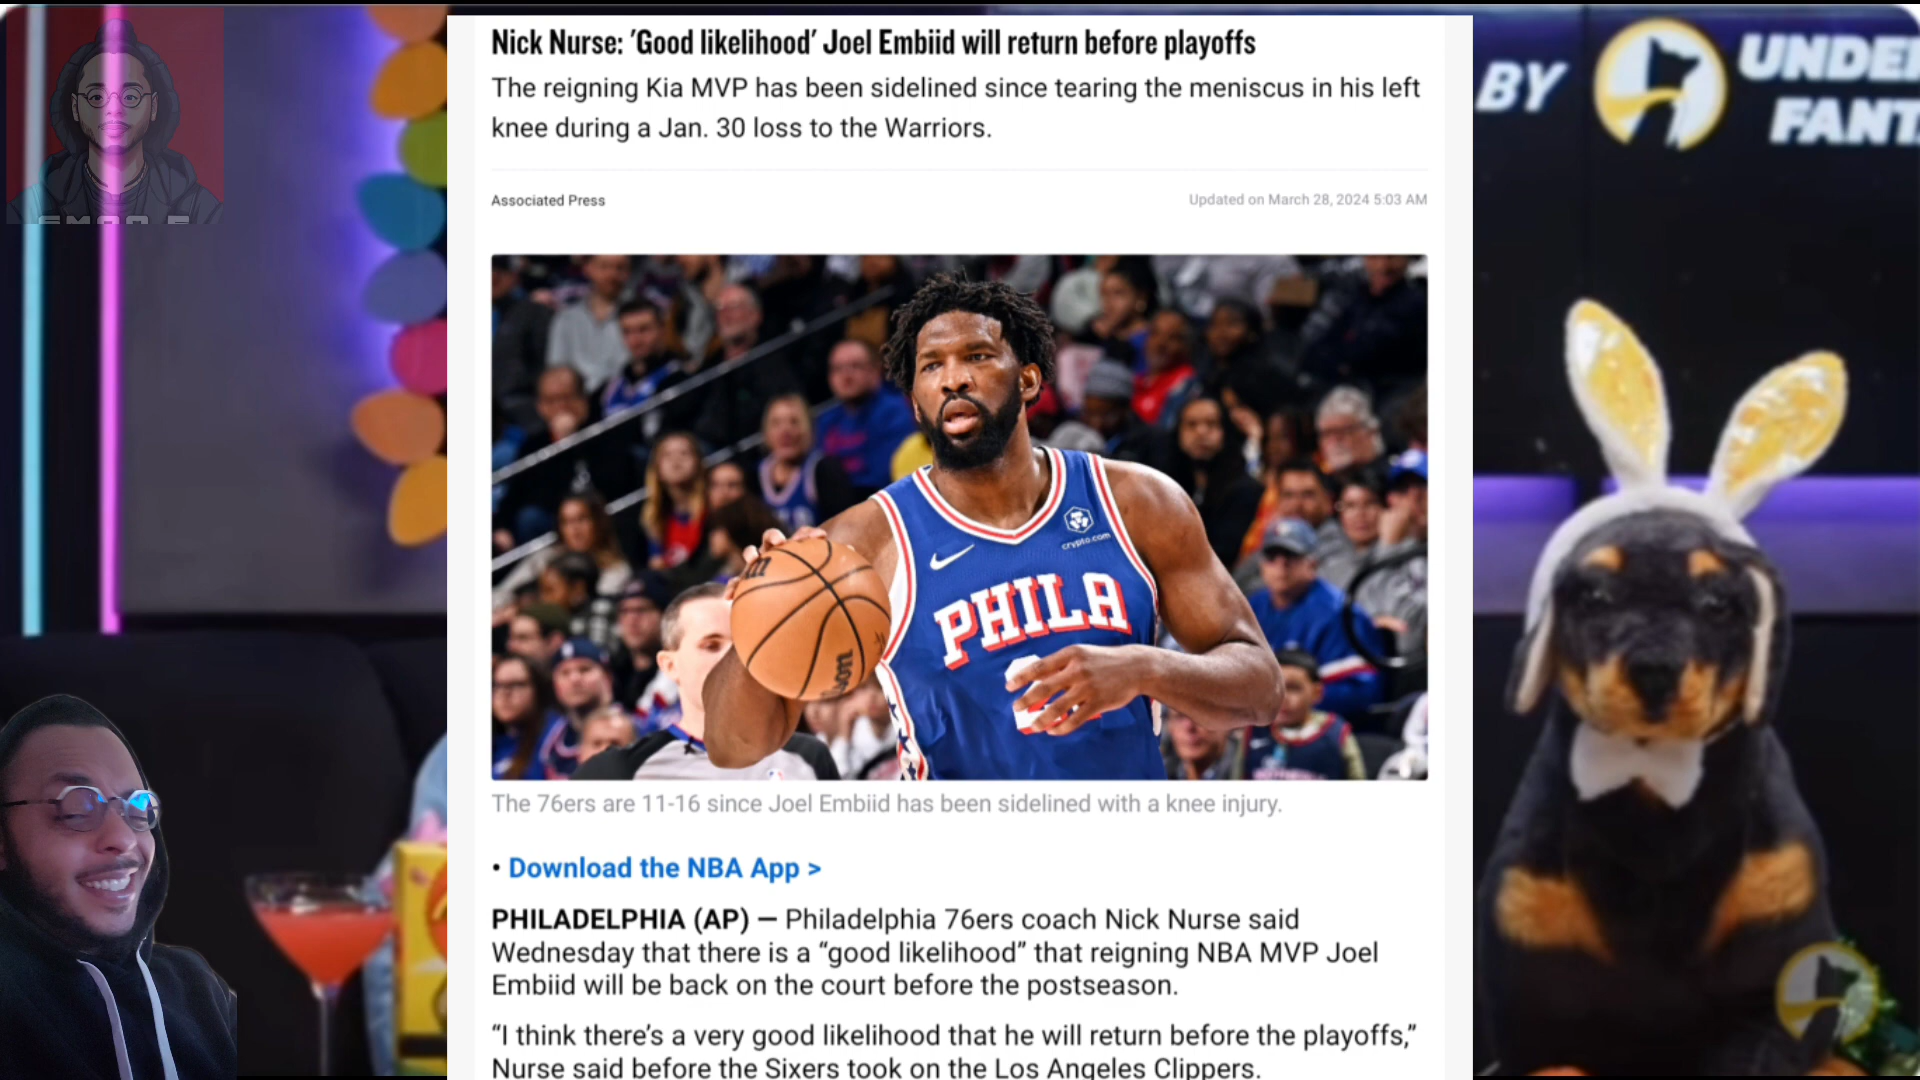 Nick Nurse: 'Good likelihood' Joel Embiid will return before playoffs
The reigning Kia MVP has been sidelined since tearing the meniscus in his left
knee during a Jan. 30 loss to the Warriors.
Associated Press
Updated on March 28, 2024 5:03 AM
BY
crypto.com
PHILA
The 76ers are 11-16 since Joel Embiid has been sidelined with a knee injury.
• Download the NBA App >
PHILADELPHIA (AP) — Philadelphia 76ers coach Nick Nurse said
Wednesday that there is a “good likelihood” that reigning NBA MVP Joel
Embiid will be back on the court before the postseason.
“I think there’s a very good likelihood that he will return before the playoffs,”
Nurse said before the Sixers took on the Los Angeles Clippers.